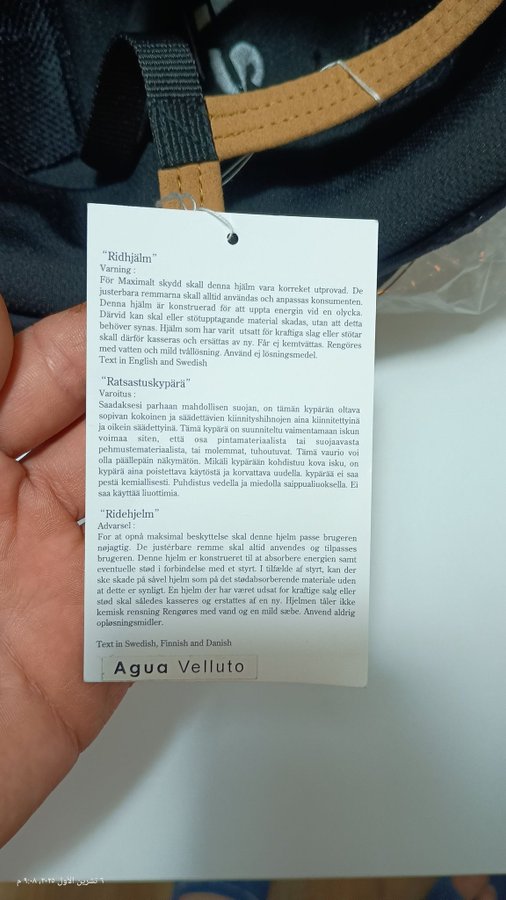 "Ridhjälm"
Varning :
För Maximalt skydd skall denna hjälm vara korreket utprovad. De
justerbara remmarna skall alltid användas och anpassas konsumenten.
Denna hjälm är konstruerad för att uppta energin vid en olycka.
Därvid kan skal eller stötupptagande material skadas, utan att detta
behöver synas. Hjälm som har varit utsatt för kraftiga slag eller stötar
skall därför kasseras och ersättas av ny. Får ej kemtvättas. Rengöres
med vatten och mild tvållösning. Använd ej lösningsmedel.
Text in English and Swedish
"Ratsastuskypärä"
Varoitus :
Saadaksesi parhaan mahdollisen suojan, on tämän kypärän oltava
sopivan kokoinen ja säädettävien kiinnityshihnojen aina kiinnitettyinä
ja oikein säädettyinä. Tämä kypärä on suunniteltu vaimentamaan iskun
voimaa siten, että osa pintamateriaalista tai suojaavasta
pehmustemateriaalista, tai molemmat, tuhoutuvat. Tämä vaurio voi
olla päällepäin näkymätön. Mikäli kypärään kohdistuu kova isku, on
kypärä aina poistettava käytöstä ja korvattava uudella. kypärää ei saa
pestä kemiallisesti. Puhdistus vedellä ja miedolla saippualiuoksella. Ei
saa käyttää liuottimia.
"Ridehjelm"
Advarsel :
For at opnå maksimal beskyttelse skal denne hjelm passe brugeren
nøjagtig. De justérbare remme skal altid anvendes og tilpasses
brugeren. Denne hjelm er konstrueret til at absorbere energien samt
eventuelle stød i forbindelse med et styrt. I tilfælde af styrt, kan der
ske skade på såvel hjelm som på det stødabsorberende materiale uden
at dette er synligt. En hjelm der har været udsat for kraftige salg eller
stød skal således kasseres og erstattes af en ny. Hjelmen tåler ikke
kemisk rensning Rengøres med vand og en mild sæbe. Anvend aldrig
opløsningsmidler.
Text in Swedish, Finnish and Danish
Agua Velluto
٦ تشرين الأول ٢٠٢٥، ٩:٠٨ م